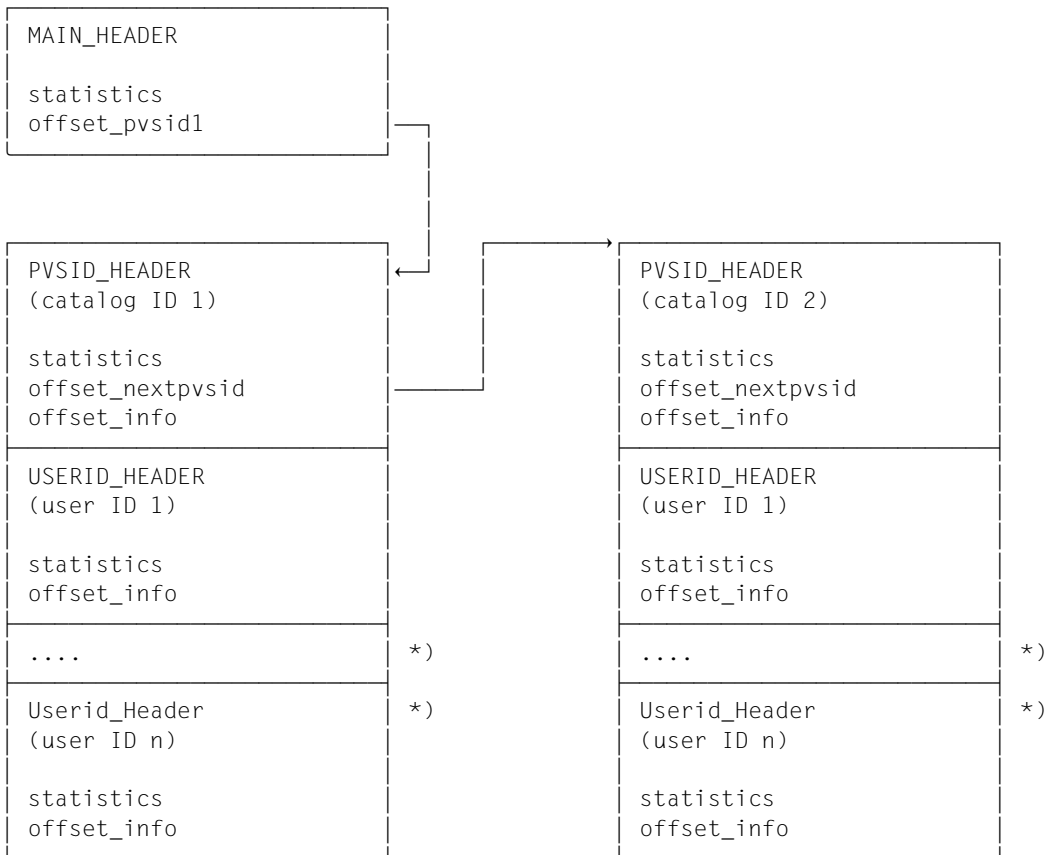 MAIN_HEADER
statistics
offset_pvsid1
PVSID_HEADER
(catalog ID 1)
statistics
offset_nextpvsid
offset_info
USERID_HEADER
(user ID 1)
statistics
offset_info
.... *)
Userid_Header *)
(user ID n)
statistics
offset_info
PVSID_HEADER
(catalog ID 2)
statistics
offset_nextpvsid
offset_info
USERID_HEADER
(user ID 1)
statistics
offset_info
.... *)
Userid_Header *)
(user ID n)
statistics
offset_info